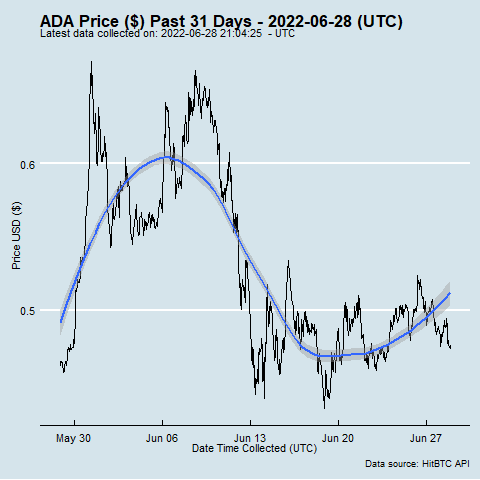 ADA Price ($) Past 31 Days - 2022-06-28 (UTC)
Latest data collected on: 2022-06-28 21:04:25 - UTC
0.6
Price USD ($)
0.5
May 30 Jun 06 Jun 13 Jun 20 Jun 27
Date Time Collected (UTC)
Data source: HitBTC API